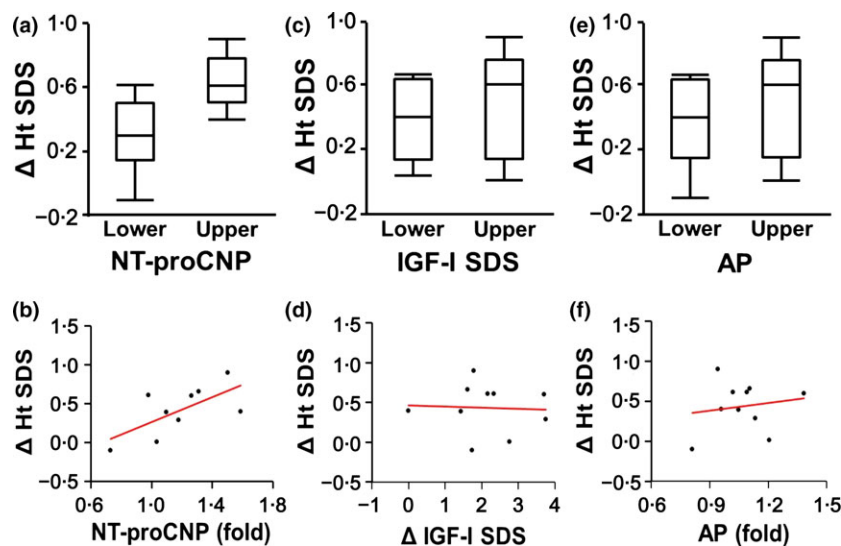 (a)
Δ Ht SDS
1·0
0·6
0·2
−0·2
Lower Upper
NT-proCNP
(c)
Δ Ht SDS
1·0
0·6
0·2
−0·2
Lower Upper
IGF-I SDS
(e)
Δ Ht SDS
1·0
0·6
0·2
−0·2
Lower Upper
AP
(b)
Δ Ht SDS
1·5
1·0
0·5
0·0
−0·5
0·6 1·0 1·4 1·8
NT-proCNP (fold)
(d)
Δ Ht SDS
1·5
1·0
0·5
0·0
−0·5
−1 0 1 2 3 4
Δ IGF-I SDS
(f)
Δ Ht SDS
1·5
1·0
0·5
0·0
−0·5
0·6 0·9 1·2 1·5
AP (fold)